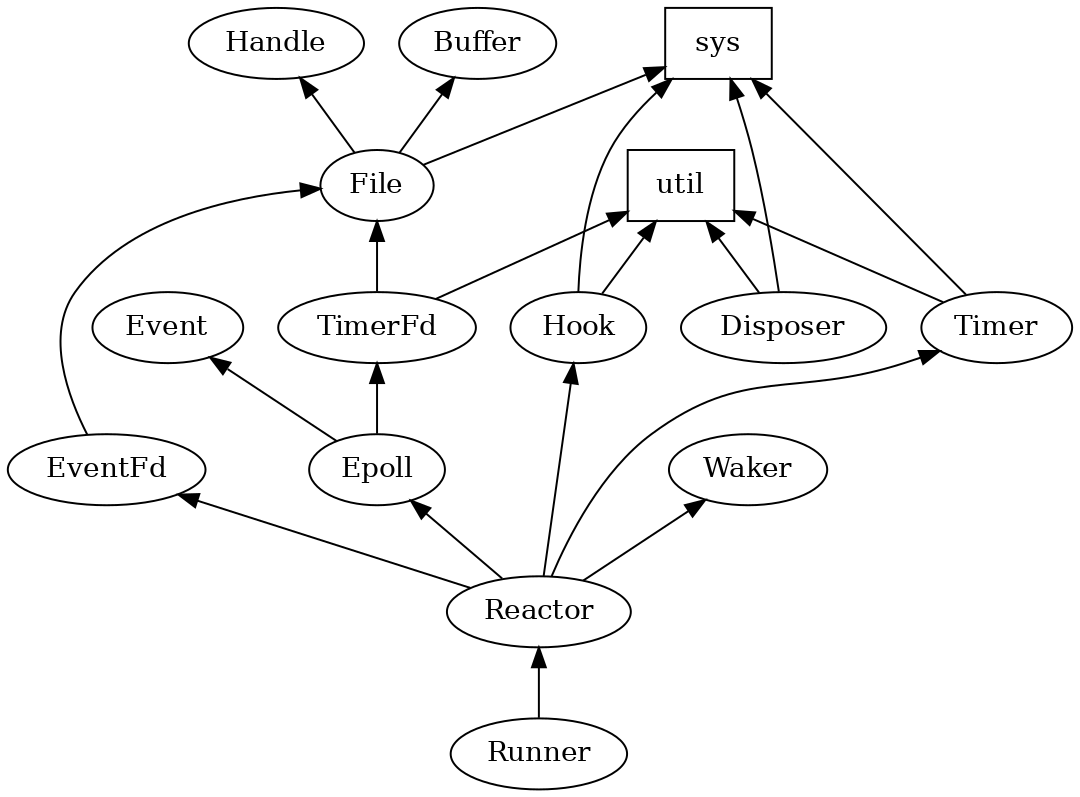 Handle
Buffer
sys
File
util
Event
TimerFd
Hook
Disposer
Timer
EventFd
Epoll
Waker
Reactor
Runner